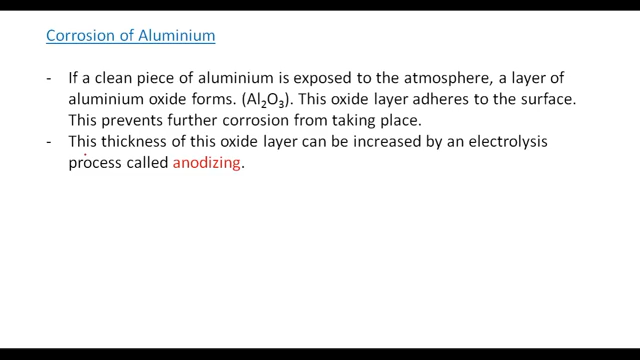 Corrosion of Aluminium
- If a clean piece of aluminium is exposed to the atmosphere, a layer of
aluminium oxide forms. (Al₂O₃). This oxide layer adheres to the surface.
This prevents further corrosion from taking place.
- This thickness of this oxide layer can be increased by an electrolysis
process called anodizing.